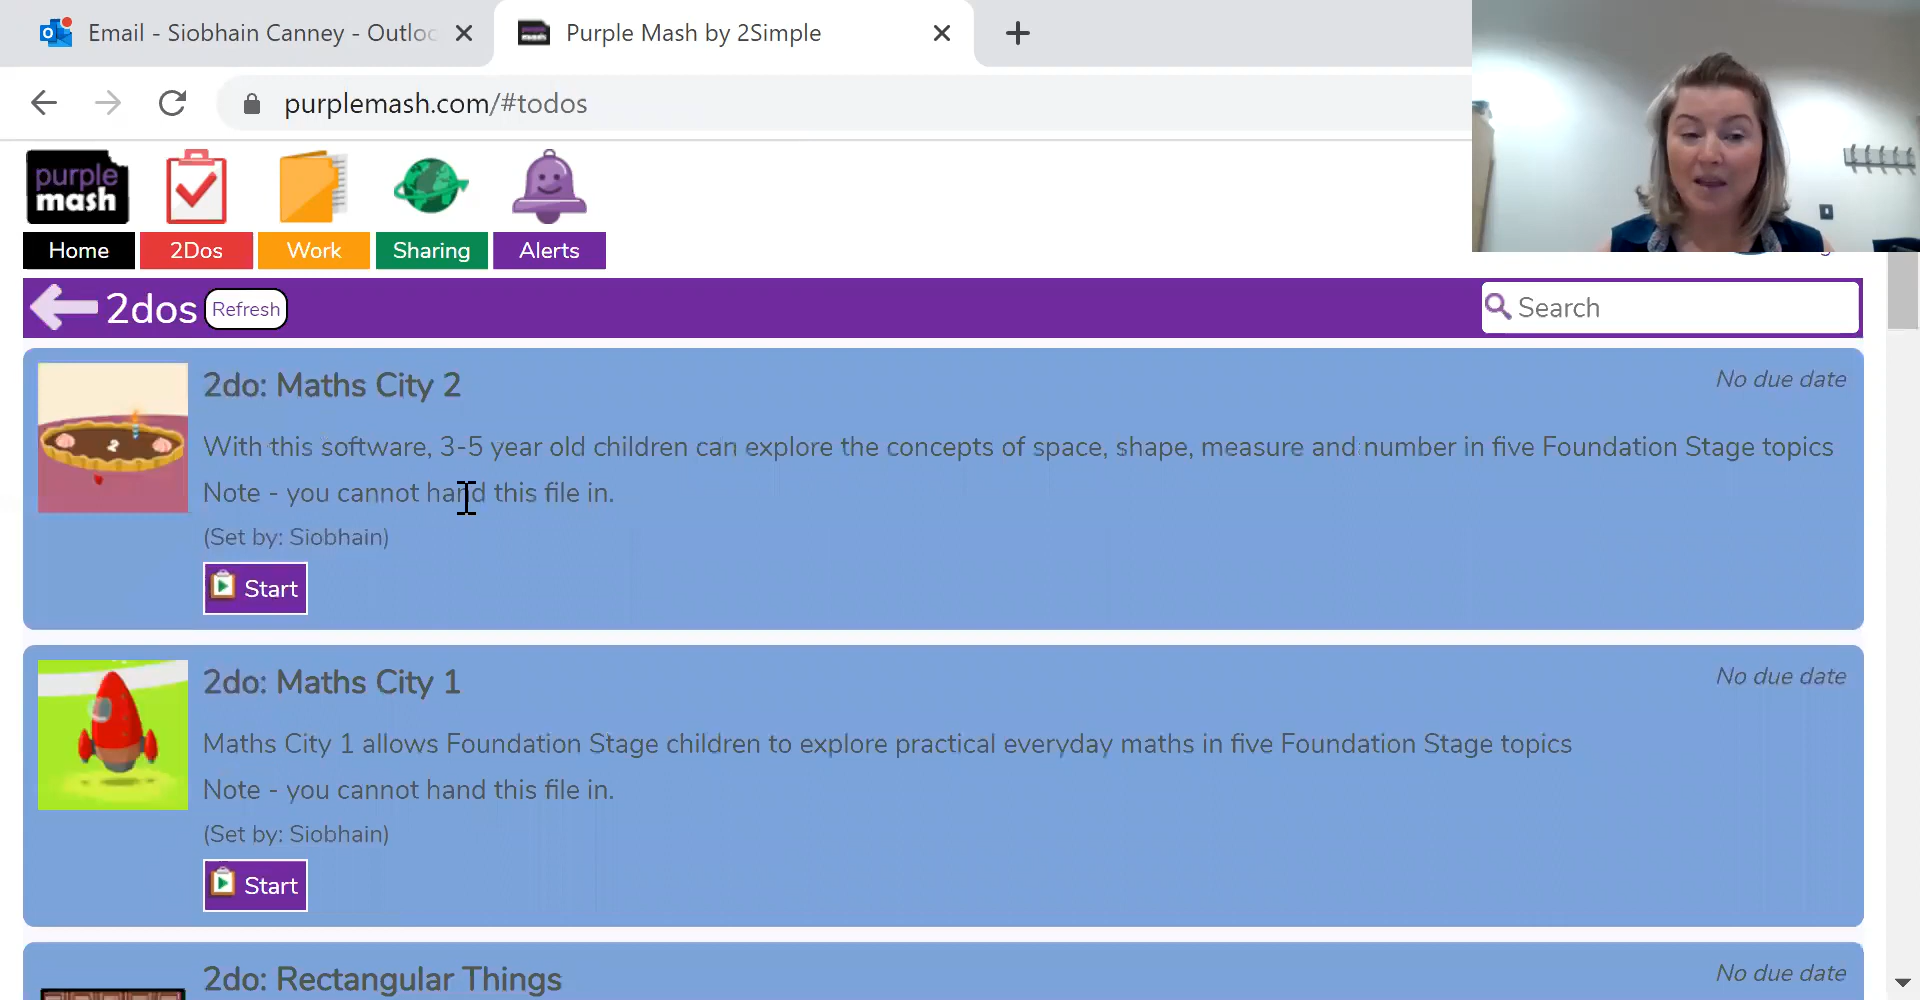 Email - Siobhain Canney - Outloo
Purple Mash by 2Simple
purplemash.com/#todos
purple
mash
Home
2Dos
Work
Sharing
Alerts
2dos
Refresh
Search
2do: Maths City 2
No due date
With this software, 3-5 year old children can explore the concepts of space, shape, measure and number in five Foundation Stage topics
Note - you cannot hand this file in.
(Set by: Siobhain)
Start
2do: Maths City 1
No due date
Maths City 1 allows Foundation Stage children to explore practical everyday maths in five Foundation Stage topics
Note - you cannot hand this file in.
(Set by: Siobhain)
Start
2do: Rectangular Things
No due date